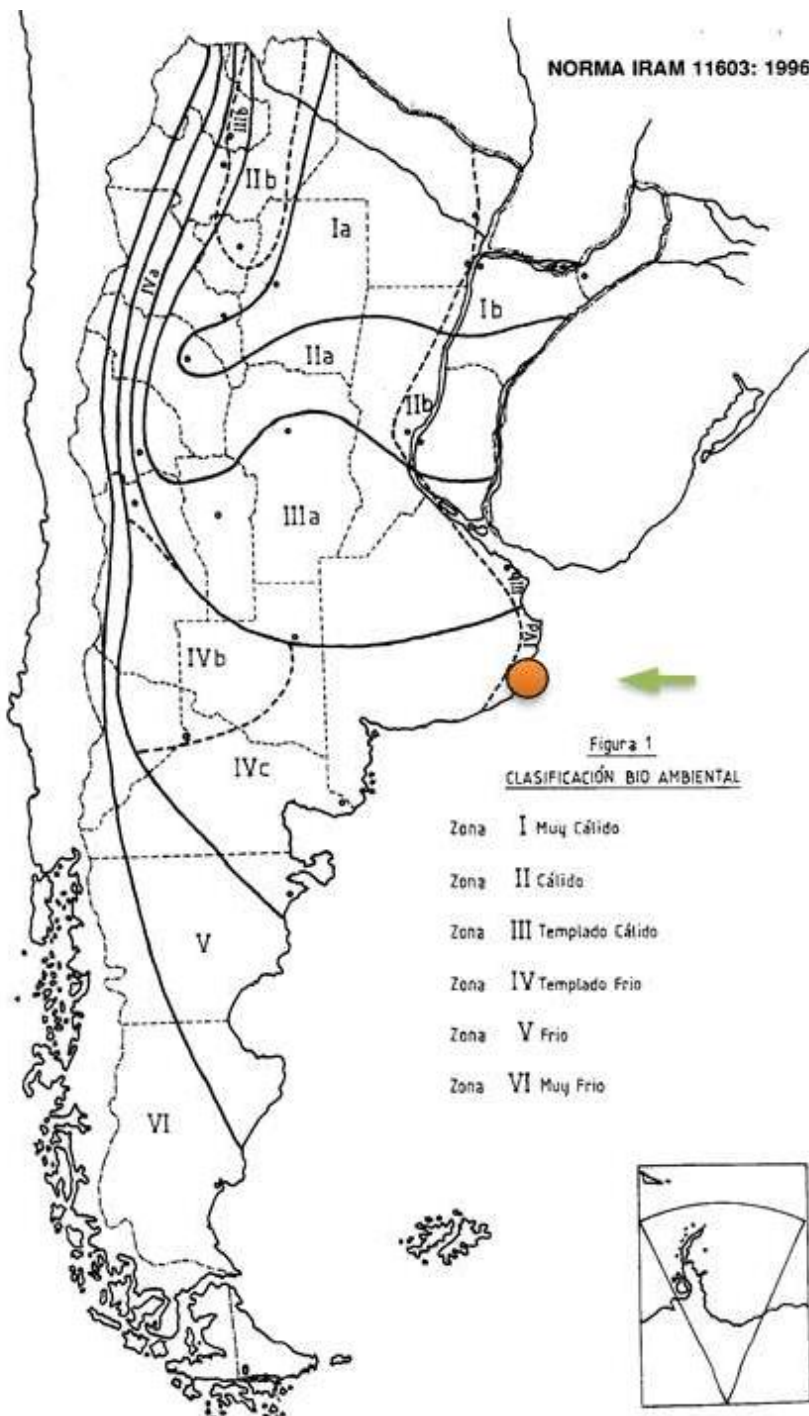 NORMA IRAM 11603: 1996
IIIb
IIb
Ia
IVa
Ib
IIa
IIb
IIIa
IIIb
IVd
IVb
IVc
Figura 1
CLASIFICACIÓN BIO AMBIENTAL
Zona I Muy Cálido
Zona II Cálido
Zona III Templado Cálido
Zona IV Templado Frio
Zona V Frio
Zona VI Muy Frio
V
VI